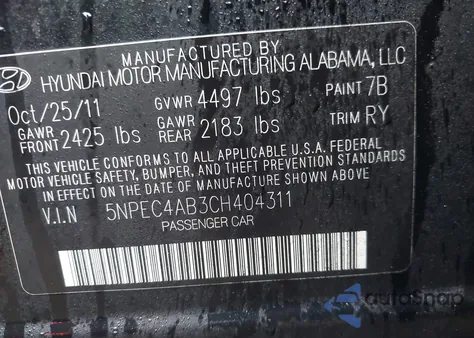 MANUFACTURED BY
HYUNDAI MOTOR MANUFACTURING ALABAMA, LLC
Oct/25/11 GVWR 4497 lbs PAINT 7B
GAWR FRONT 2425 lbs GAWR REAR 2183 lbs TRIM RY
THIS VEHICLE CONFORMS TO ALL APPLICABLE U.S.A. FEDERAL
MOTOR VEHICLE SAFETY, BUMPER, AND THEFT PREVENTION STANDARDS
IN EFFECT ON THE DATE OF MANUFACTURE SHOWN ABOVE
V.I.N 5NPEC4AB3CH404311
PASSENGER CAR
autoSnap